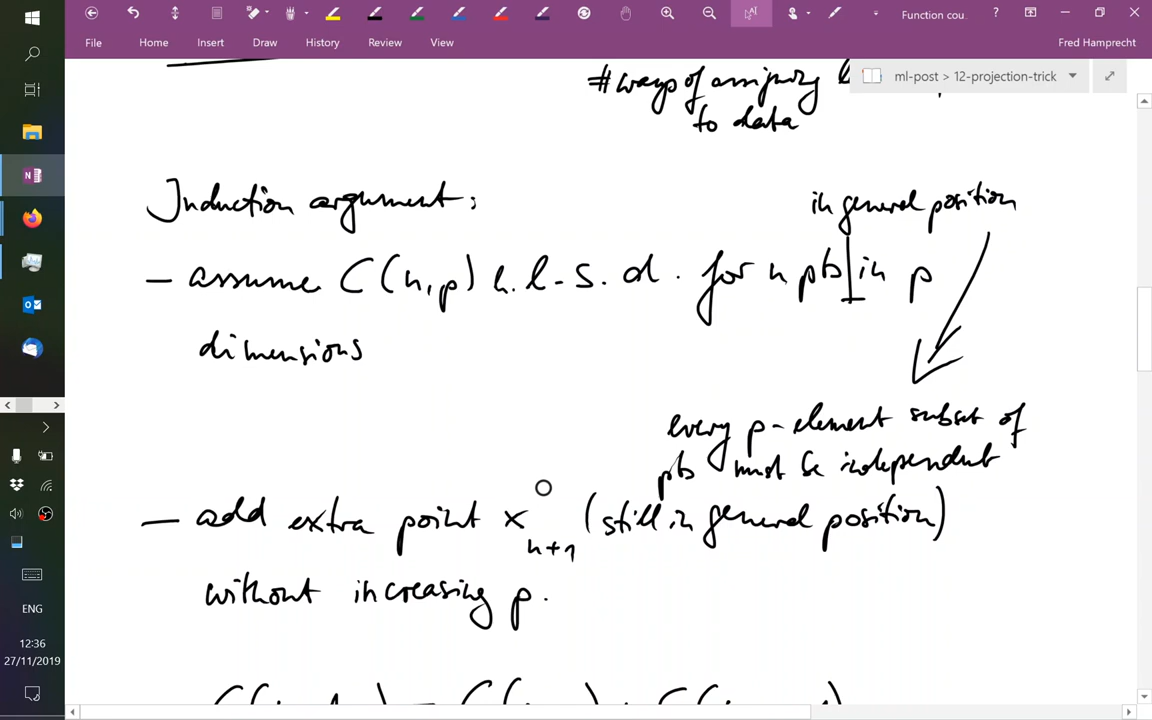 Function cou...
File Home Insert Draw History Review View
Fred Hamprecht
ml-post > 12-projection-trick
#ways of assigning
to data
Induction argument:
in general position
- assume C(n,p) h.l.s.d. for n pts in p
dimensions
every p-element subset of
pts must be independent
- add extra point x n+1 (still in general position)
without increasing p.
ENG
12:36
27/11/2019